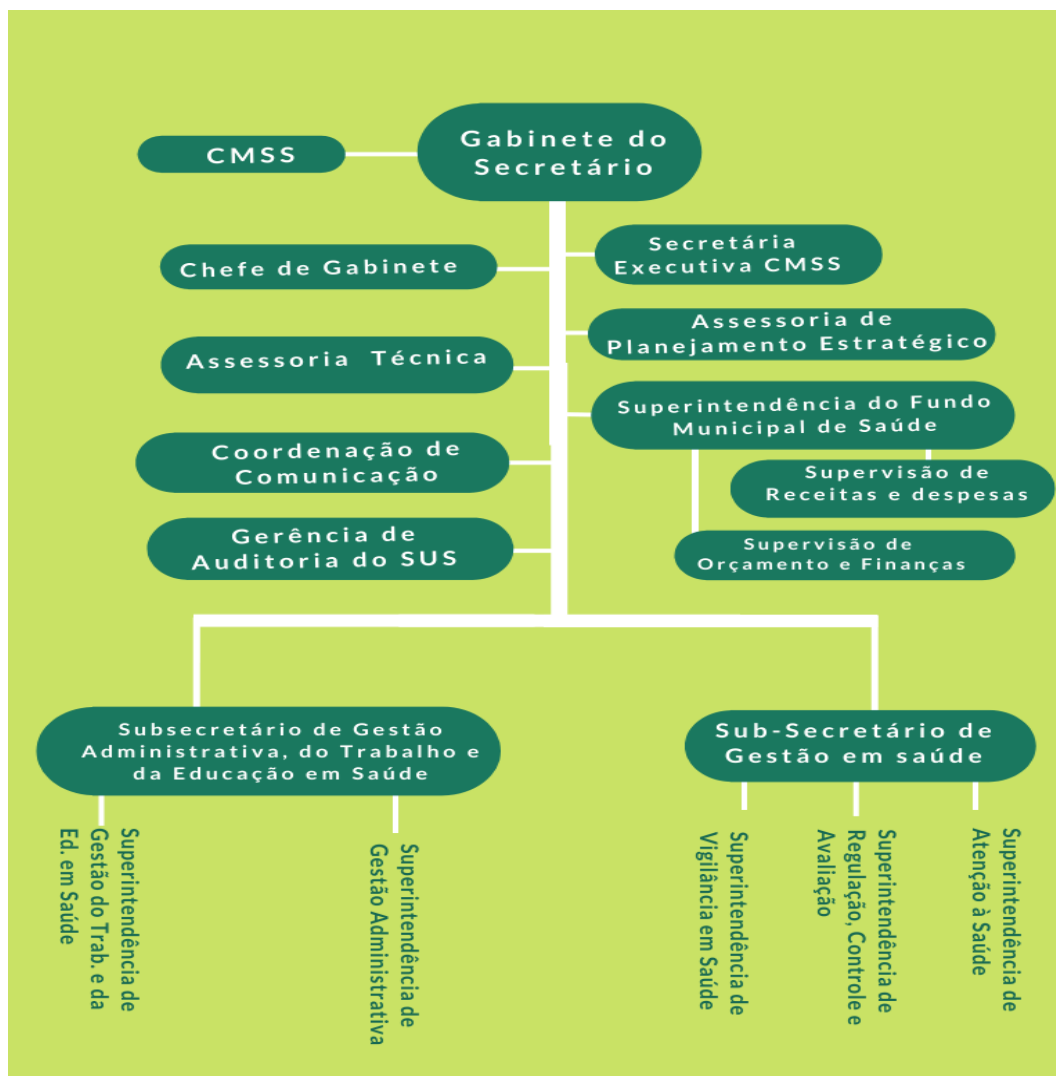 Gabinete do
Secretário
CMSS
Chefe de Gabinete
Secretária
Executiva CMSS
Assessoria Técnica
Assessoria de
Planejamento Estratégico
Superintendência do Fundo
Municipal de Saúde
Coordenação de
Comunicação
Supervisão de
Receitas e despesas
Gerência de
Auditoria do SUS
Supervisão de
Orçamento e Finanças
Subsecretário de Gestão
Administrativa, do Trabalho e
da Educação em Saúde
Sub-Secretário de
Gestão em saúde
Superintendência de
Gestão do Trab. e da
Ed. em Saúde
Superintendência de
Gestão Administrativa
Superintendência de
Vigilância em Saúde
Superintendência de
Regulação, Controle e
Avaliação
Superintendência de
Atenção à Saúde